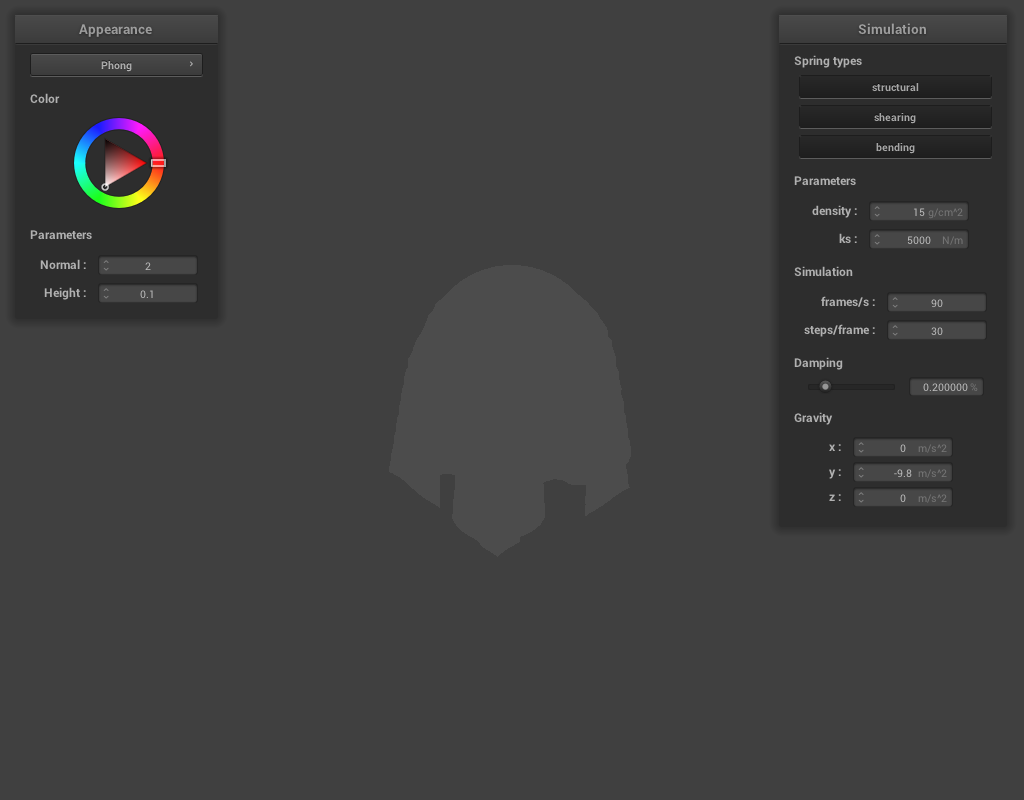 Appearance
Phong
Color
Parameters
Normal : 2
Height : 0.1
Simulation
Spring types
structural
shearing
bending
Parameters
density : 15 g/cm^2
ks : 5000 N/m
Simulation
frames/s : 90
steps/frame : 30
Damping
0.200000 %
Gravity
x : 0 m/s^2
y : -9.8 m/s^2
z : 0 m/s^2